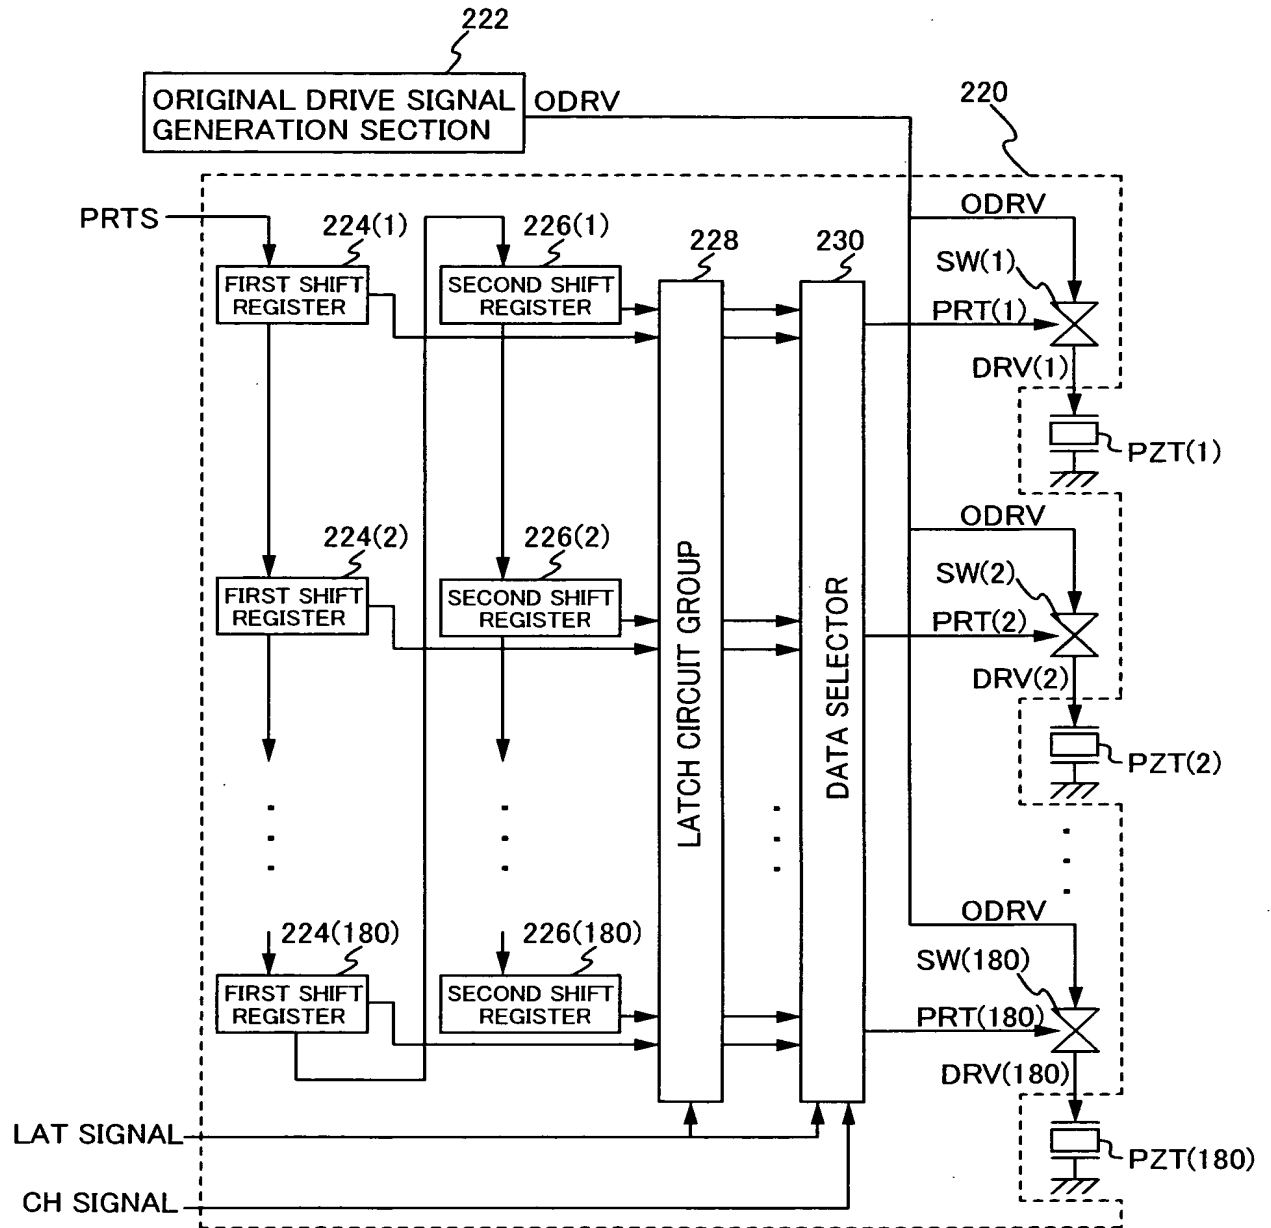 222
ORIGINAL DRIVE SIGNAL
GENERATION SECTION
ODRV
220
PRTS
224(1)
226(1)
228
230
ODRV
SW(1)
FIRST SHIFT
REGISTER
SECOND SHIFT
REGISTER
PRT(1)
DRV(1)
PZT(1)
224(2)
226(2)
ODRV
SW(2)
FIRST SHIFT
REGISTER
SECOND SHIFT
REGISTER
LATCH CIRCUIT GROUP
DATA SELECTOR
PRT(2)
DRV(2)
PZT(2)
224(180)
226(180)
ODRV
SW(180)
FIRST SHIFT
REGISTER
SECOND SHIFT
REGISTER
PRT(180)
DRV(180)
LAT SIGNAL
PZT(180)
CH SIGNAL